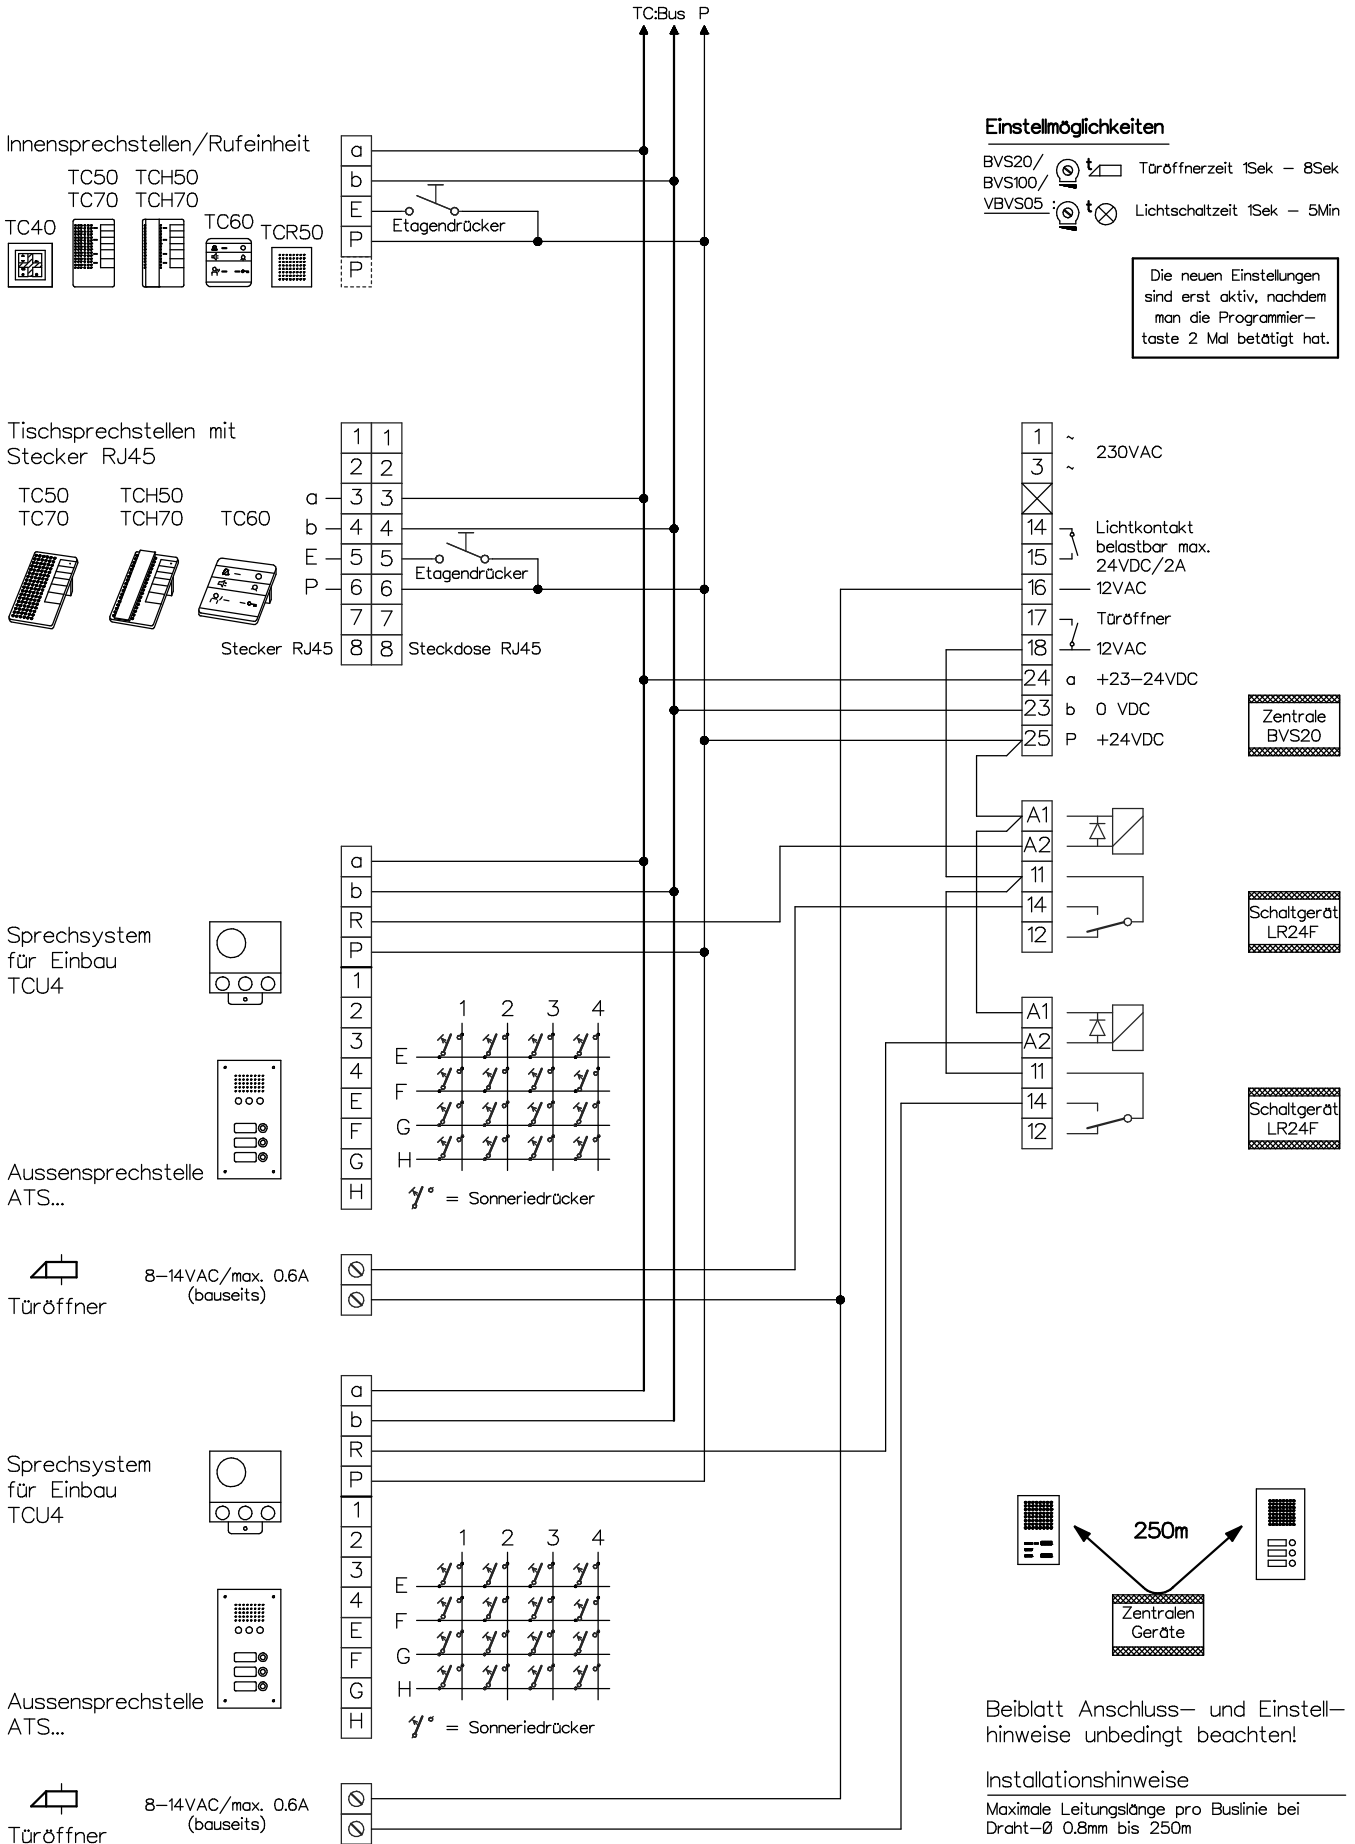 TC:Bus P
Innensprechstellen/Rufeinheit
TC50 TCH50
TC70 TCH70
TC40
TC60
TCR50
a
b
E
P
P
Etagendrücker
Einstellmöglichkeiten
BVS20/
BVS100/
VBVS05 :
t Türöffnerzeit 1Sek – 8Sek
t Lichtschaltzeit 1Sek – 5Min
Die neuen Einstellungen
sind erst aktiv, nachdem
man die Programmier–
taste 2 Mal betätigt hat.
Tischsprechstellen mit
Stecker RJ45
TC50 TCH50
TC70 TCH70 TC60
1 1
2 2
a 3 3
b 4 4
E 5 5
P 6 6
7 7
8 8
Etagendrücker
Stecker RJ45
Steckdose RJ45
1 ~
230VAC
3 ~
14 Lichtkontakt
15 belastbar max.
24VDC/2A
16 12VAC
17 Türöffner
18 12VAC
24 a +23–24VDC
23 b 0 VDC
25 P +24VDC
Zentrale
BVS20
A1
A2
11
14
12
Schaltgerät
LR24F
A1
A2
11
14
12
Schaltgerät
LR24F
Sprechsystem
für Einbau
TCU4
a
b
R
P
1
2
3
4
E
F
G
H
1 2 3 4
E
F
G
H
= Sonneriedrücker
Aussensprechstelle
ATS...
Türöffner
8–14VAC/max. 0.6A
(bauseits)
Sprechsystem
für Einbau
TCU4
a
b
R
P
1
2
3
4
E
F
G
H
1 2 3 4
E
F
G
H
= Sonneriedrücker
Aussensprechstelle
ATS...
Türöffner
8–14VAC/max. 0.6A
(bauseits)
250m
Zentralen
Geräte
Beiblatt Anschluss– und Einstell–
hinweise unbedingt beachten!
Installationshinweise
Maximale Leitungslänge pro Buslinie bei
Draht–Ø 0.8mm bis 250m